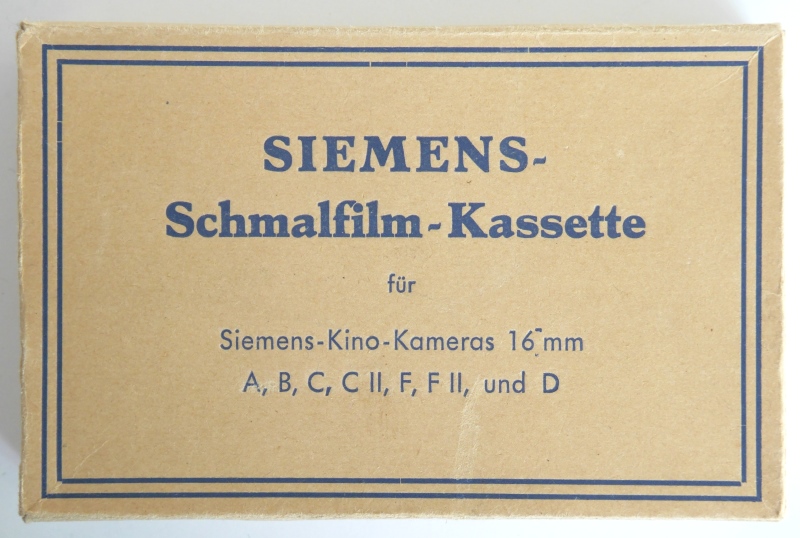 SIEMENS-
Schmalfilm-Kassette
für
Siemens-Kino-Kameras 16 mm
A, B, C, C II, F, F II, und D